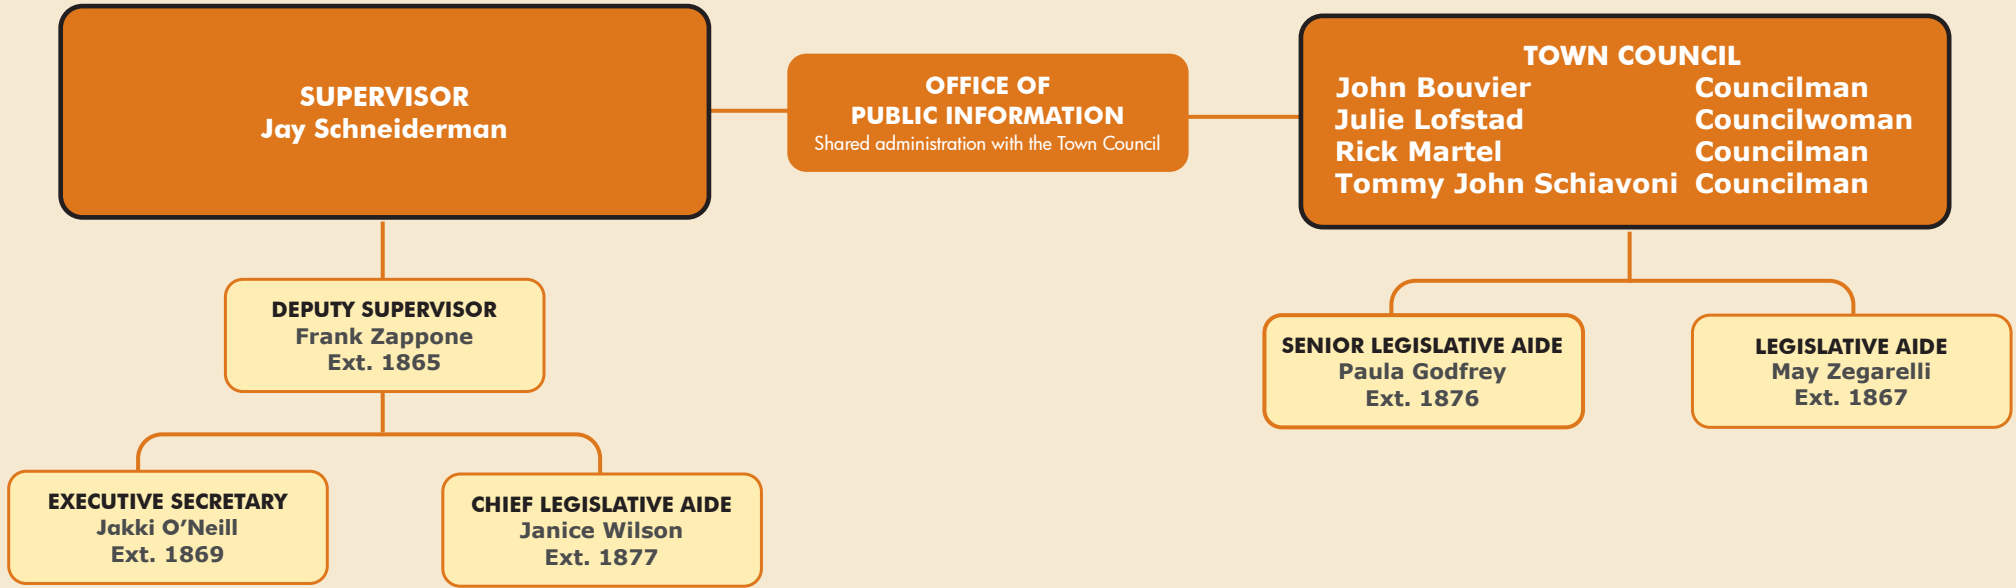 SUPERVISOR
Jay Schneiderman
OFFICE OF
PUBLIC INFORMATION
Shared administration with the Town Council
TOWN COUNCIL
John Bouvier Councilman
Julie Lofstad Councilwoman
Rick Martel Councilman
Tommy John Schiavoni Councilman
DEPUTY SUPERVISOR
Frank Zappone
Ext. 1865
SENIOR LEGISLATIVE AIDE
Paula Godfrey
Ext. 1876
LEGISLATIVE AIDE
May Zegarelli
Ext. 1867
EXECUTIVE SECRETARY
Jakki O’Neill
Ext. 1869
CHIEF LEGISLATIVE AIDE
Janice Wilson
Ext. 1877